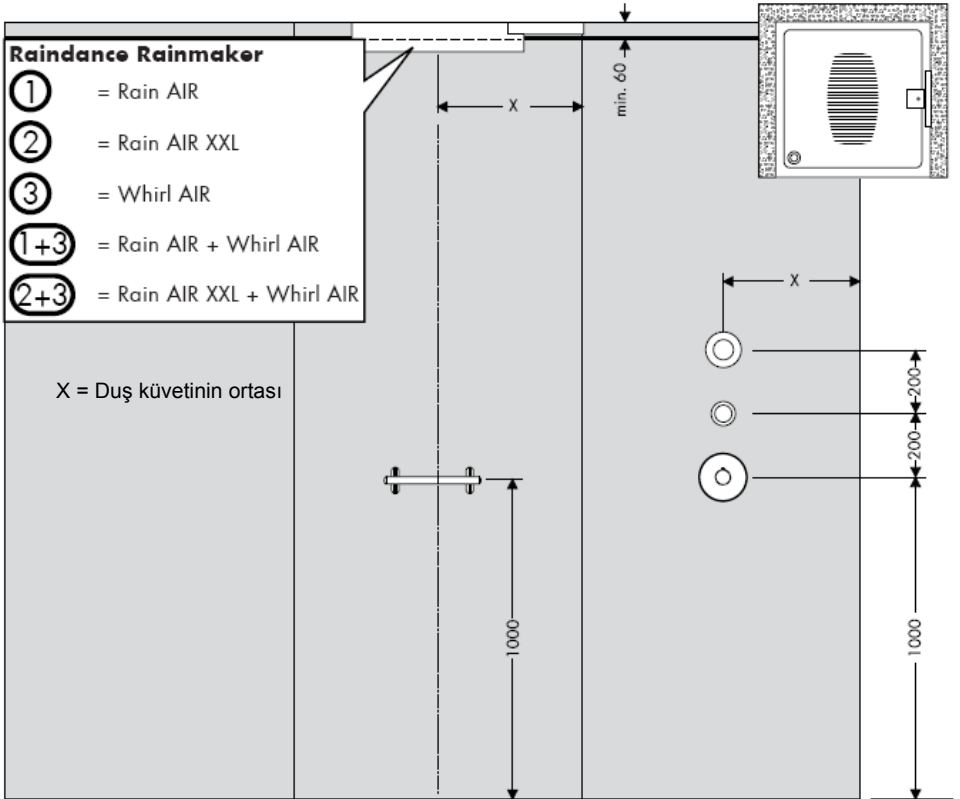 Raindance Rainmaker
1 = Rain AIR
2 = Rain AIR XXL
3 = Whirl AIR
1+3 = Rain AIR + Whirl AIR
2+3 = Rain AIR XXL + Whirl AIR
X
min. 60
X
X = Duş küvetinin ortası
200
200
1000
1000